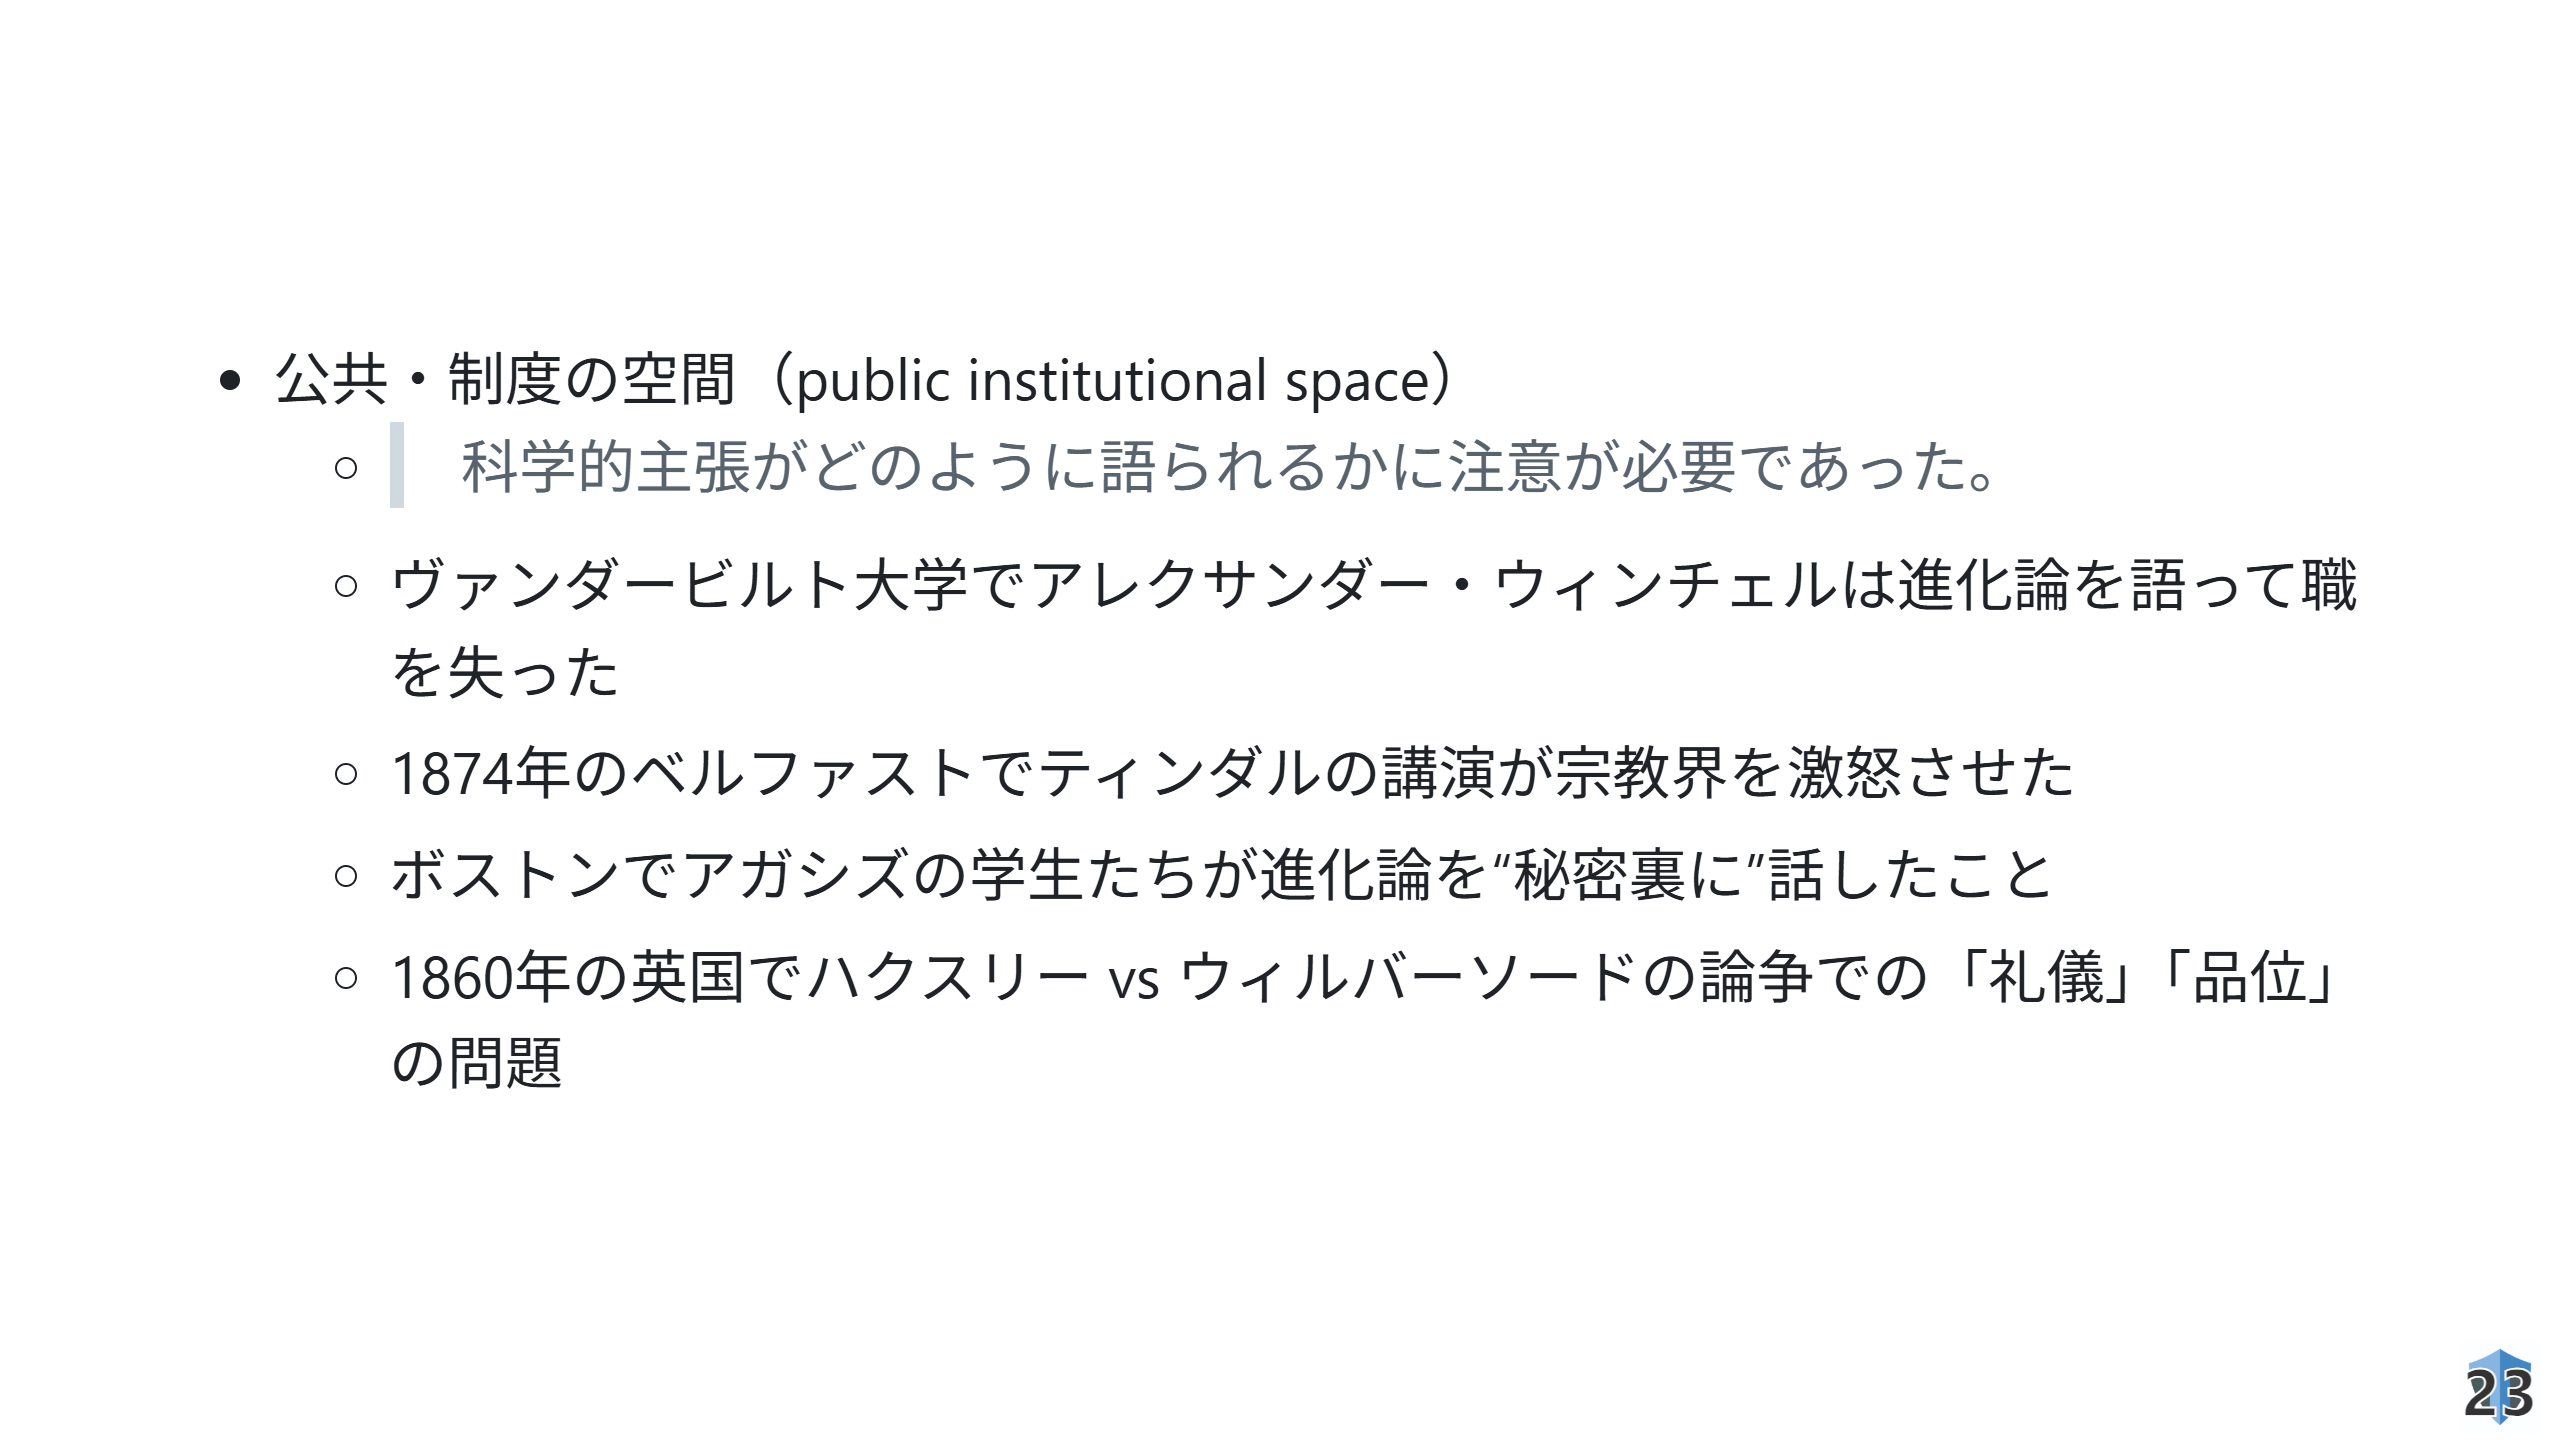 • 公共・制度の空間（public institutional space）
○ 科学的主張がどのように語られるかに注意が必要であった。
○ ヴァンダービルト大学でアレクサンダー・ウィンチェルは進化論を語って職
を失った
○ 1874年のベルファストでティンダルの講演が宗教界を激怒させた
○ ボストンでアガシズの学生たちが進化論を“秘密裏に”話したこと
○ 1860年の英国でハクスリー vs ウィルバーソードの論争での「礼儀」「品位」
の問題
23